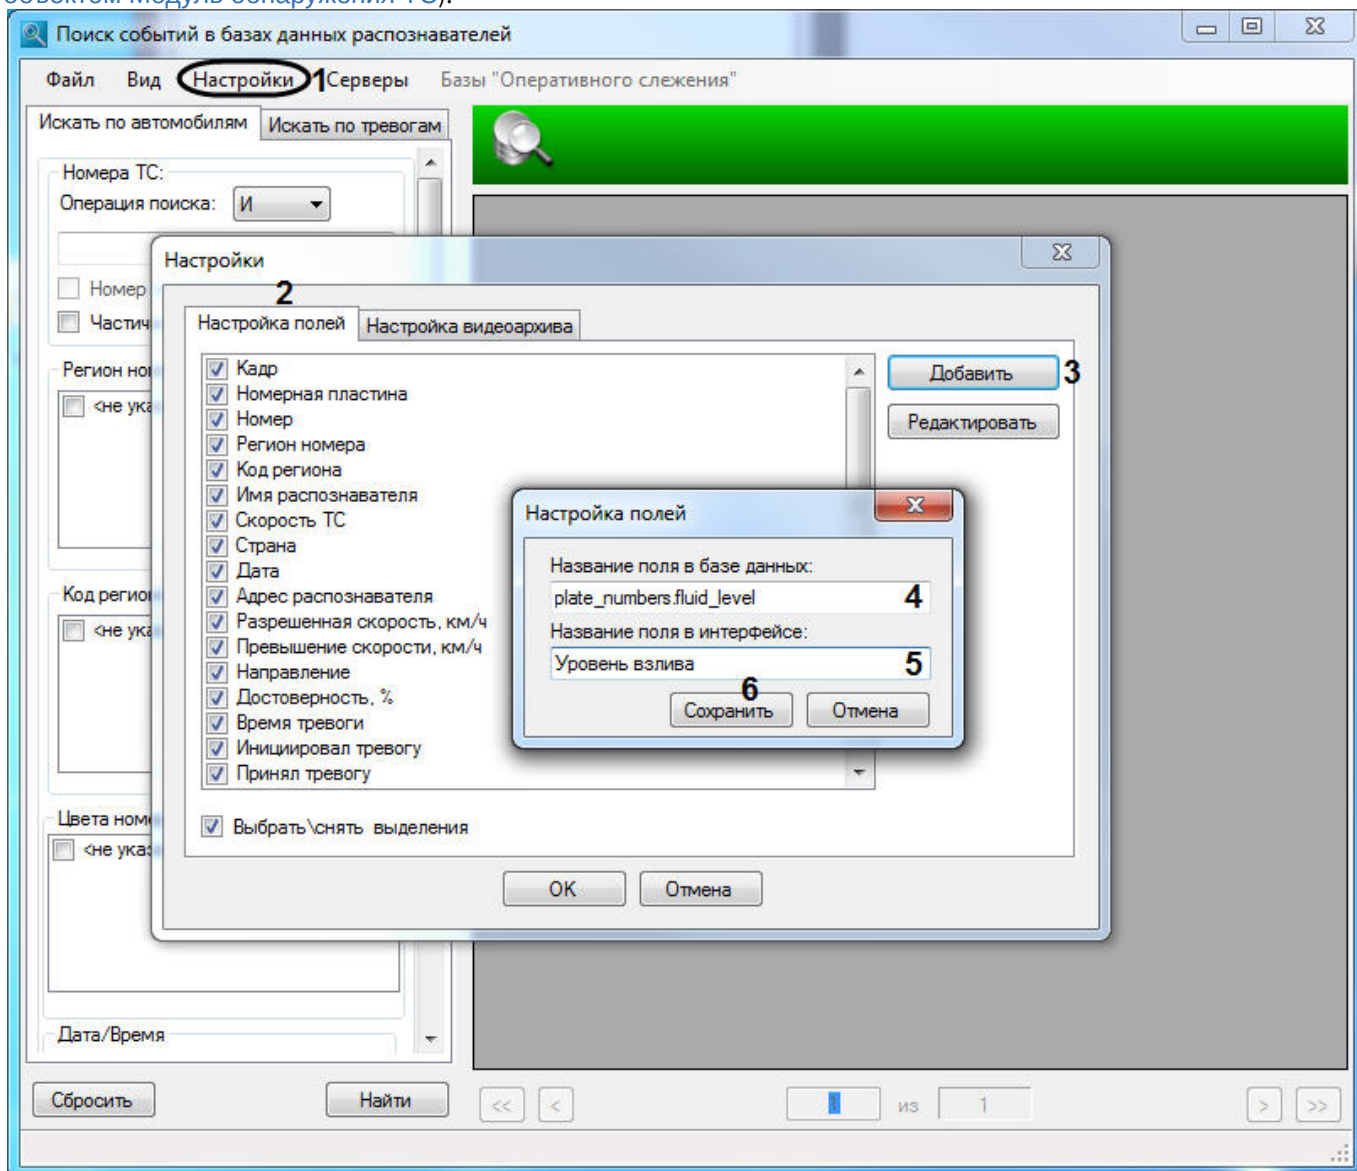 объектом Модуль обнаружения ТС).
Поиск событий в базах данных распознавателей
Файл Вид Настройки 1 Серверы Базы "Оперативного слежения"
Искать по автомобилям Искать по тревогам
Номера ТС:
Операция поиска: И
Настройки
Номер
2
Частич
Настройка полей Настройка видеоархива
Регион но
Кадр
Добавить 3
Номерная пластина
<не ука
Номер
Редактировать
Регион номера
Код региона
Имя распознавателя
Скорость ТС
Страна
Дата
Адрес распознавателя
Разрешенная скорость, км/ч
Превышение скорости, км/ч
Направление
Достоверность, %
Время тревоги
Инициировал тревогу
Принял тревогу
Настройка полей
Название поля в базе данных:
plate_numbers.fluid_level 4
Название поля в интерфейсе:
Уровень взлива 5
6
Сохранить Отмена
Код регио
<не ука
Выбрать\снять выделения
Цвета ном
<не ука
OK Отмена
Дата/Время
Сбросить Найти << < 1 из 1 > >>